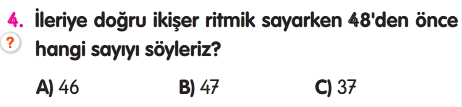 4. İleriye doğru ikişer ritmik sayarken 48'den önce
? hangi sayıyı söyleriz?
A) 46 B) 47 C) 37